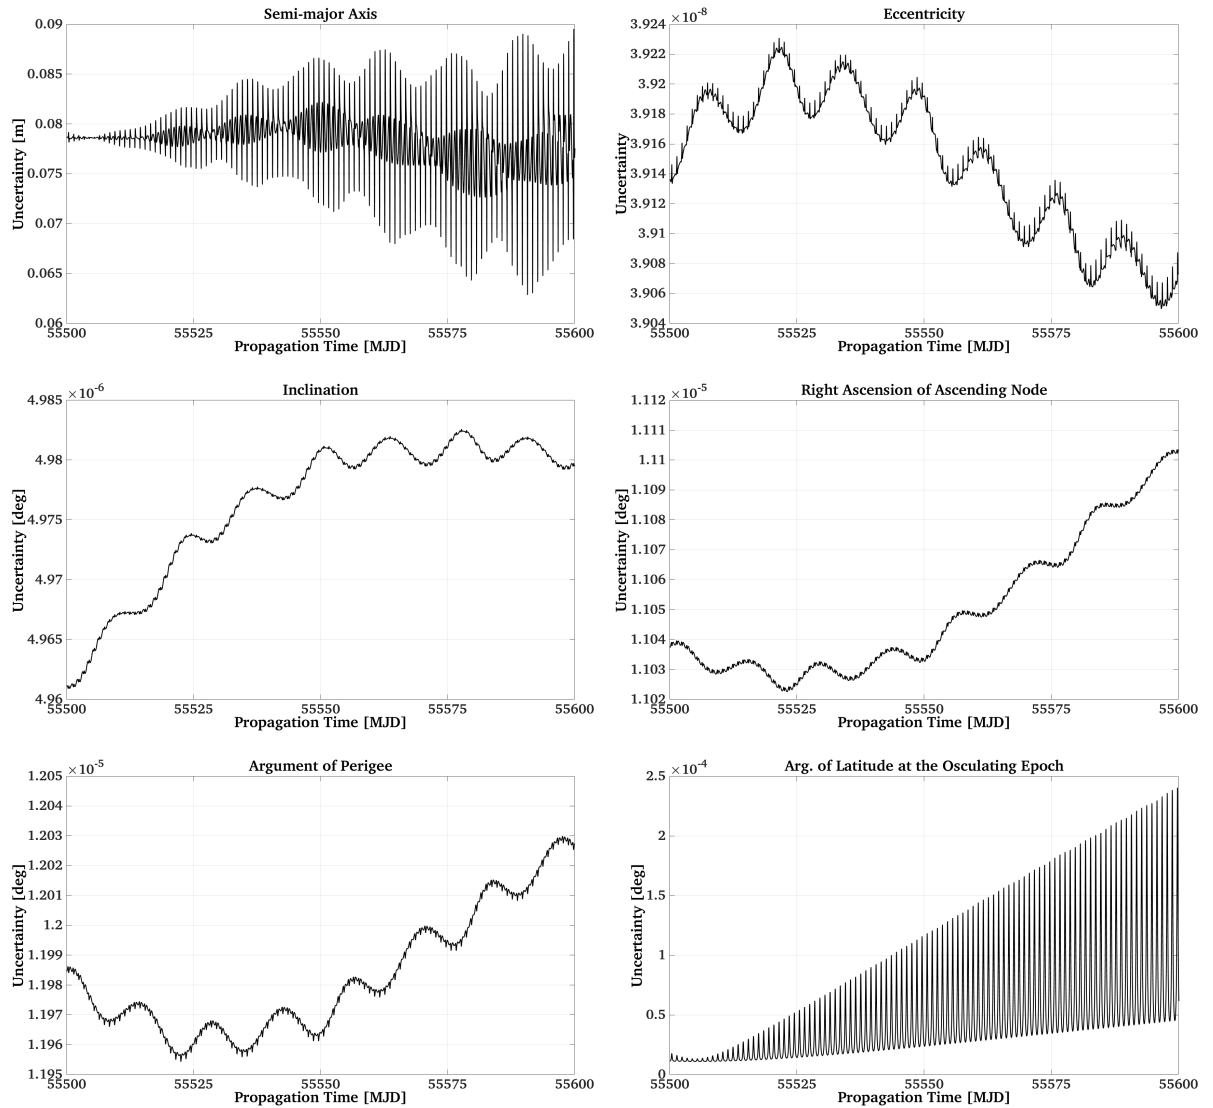 Semi-major Axis
0.09
0.085
0.08
0.075
0.07
0.065
0.06
Uncertainty [m]
55500 55525 55550 55575 55600
Propagation Time [MJD]
Eccentricity
×10-8
3.924
3.922
3.92
3.918
3.916
3.914
3.912
3.91
3.908
3.906
3.904
Uncertainty
55500 55525 55550 55575 55600
Propagation Time [MJD]
Inclination
×10-6
4.985
4.98
4.975
4.97
4.965
4.96
Uncertainty [deg]
55500 55525 55550 55575 55600
Propagation Time [MJD]
Right Ascension of Ascending Node
×10-5
1.112
1.111
1.11
1.109
1.108
1.107
1.106
1.105
1.104
1.103
1.102
Uncertainty [deg]
55500 55525 55550 55575 55600
Propagation Time [MJD]
Argument of Perigee
×10-5
1.205
1.204
1.203
1.202
1.201
1.2
1.199
1.198
1.197
1.196
1.195
Uncertainty [deg]
55500 55525 55550 55575 55600
Propagation Time [MJD]
Arg. of Latitude at the Osculating Epoch
×10-4
2.5
2
1.5
1
0.5
0
Uncertainty [deg]
55500 55525 55550 55575 55600
Propagation Time [MJD]